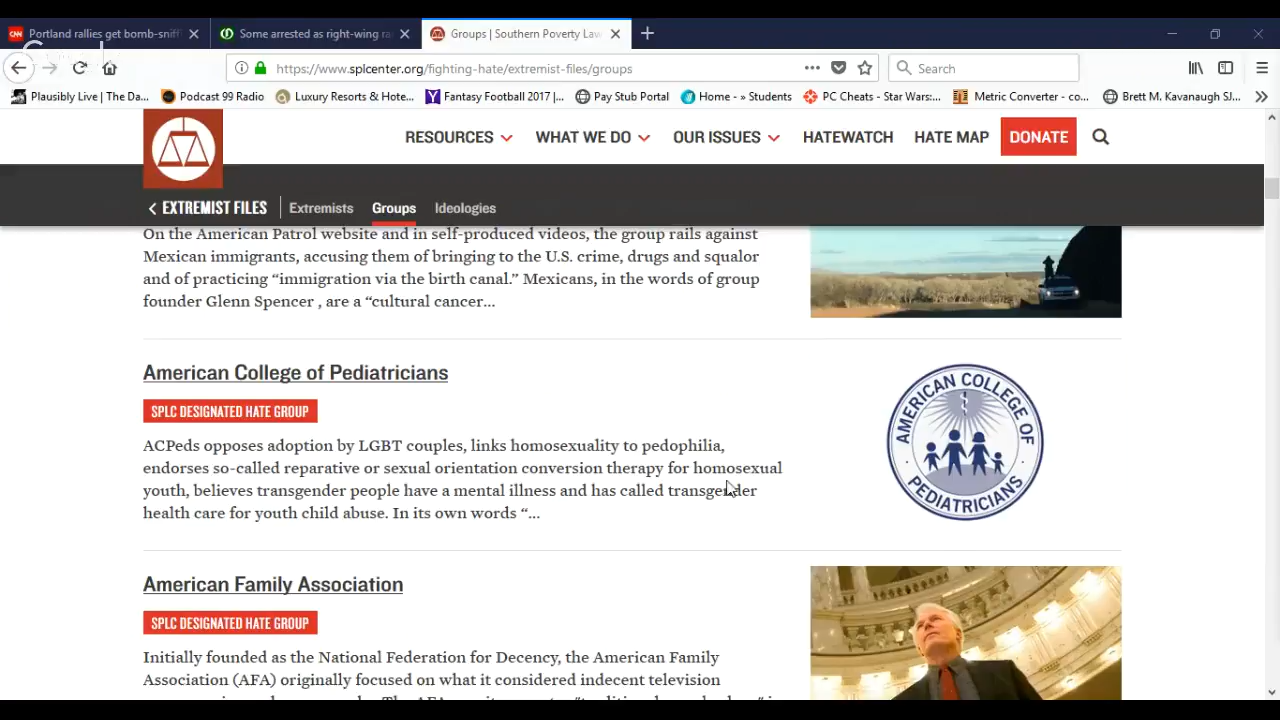 Portland rallies get bomb-sniff
Some arrested as right-wing ra
Groups | Southern Poverty Law
https://www.splcenter.org/fighting-hate/extremist-files/groups
Search
Plausibly Live | The Da...
Podcast 99 Radio
Luxury Resorts & Hote...
Fantasy Football 2017 |...
Pay Stub Portal
Home - » Students
PC Cheats - Star Wars:...
Metric Converter - co...
Brett M. Kavanaugh SJ...
RESOURCES
WHAT WE DO
OUR ISSUES
HATEWATCH
HATE MAP
DONATE
EXTREMIST FILES
Extremists
Groups
Ideologies
On the American Patrol website and in self-produced videos, the group rails against
Mexican immigrants, accusing them of bringing to the U.S. crime, drugs and squalor
and of practicing “immigration via the birth canal.” Mexicans, in the words of group
founder Glenn Spencer , are a “cultural cancer...
American College of Pediatricians
SPLC DESIGNATED HATE GROUP
ACPeds opposes adoption by LGBT couples, links homosexuality to pedophilia,
endorses so-called reparative or sexual orientation conversion therapy for homosexual
youth, believes transgender people have a mental illness and has called transgender
health care for youth child abuse. In its own words “...
AMERICAN COLLEGE OF
PEDIATRICIANS
American Family Association
SPLC DESIGNATED HATE GROUP
Initially founded as the National Federation for Decency, the American Family
Association (AFA) originally focused on what it considered indecent television